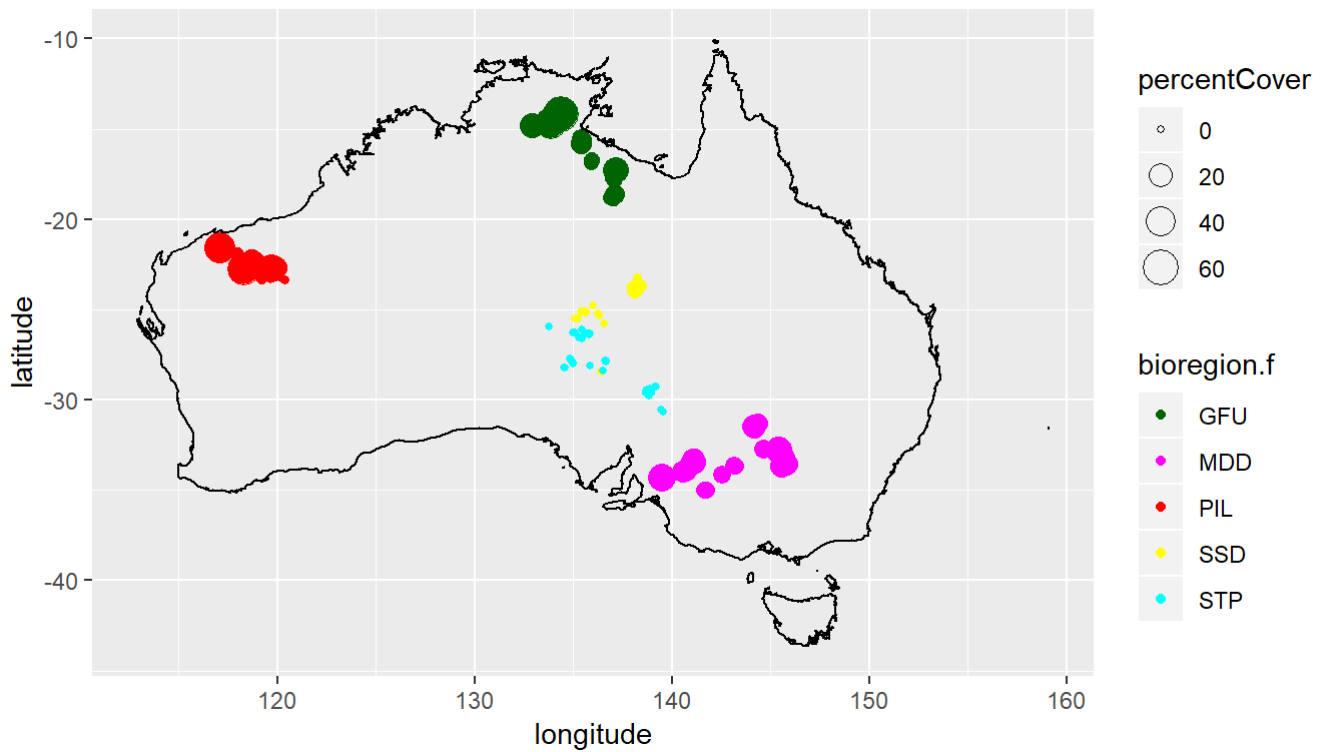 latitude
-10
-20
-30
-40
120
130
140
150
160
longitude
percentCover
0
20
40
60
bioregion.f
GFU
MDD
PIL
SSD
STP